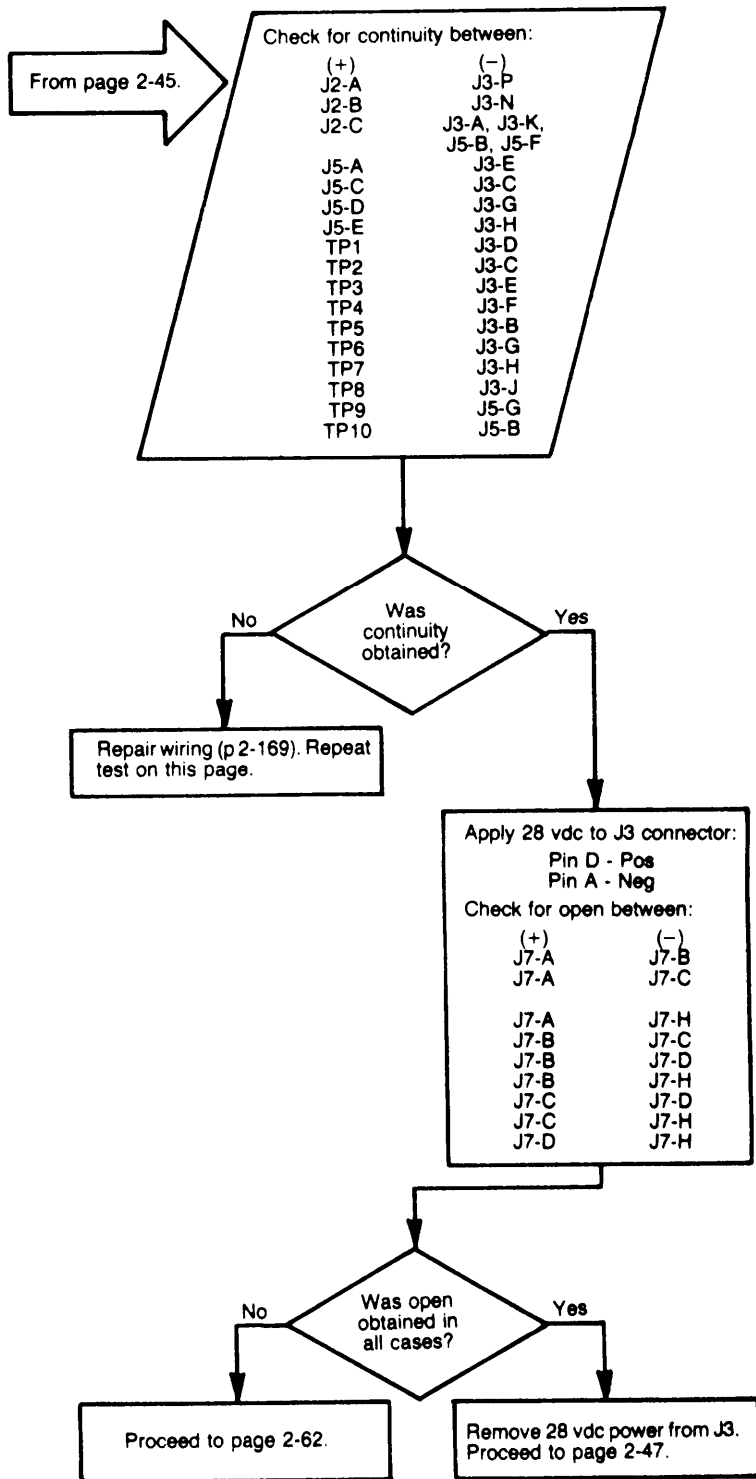 From page 2-45.
Check for continuity between:
(+) (−)
J2-A J3-P
J2-B J3-N
J2-C J3-A, J3-K,
J5-B, J5-F
J5-A J3-E
J5-C J3-C
J5-D J3-G
J5-E J3-H
TP1 J3-D
TP2 J3-C
TP3 J3-E
TP4 J3-F
TP5 J3-B
TP6 J3-G
TP7 J3-H
TP8 J3-J
TP9 J5-G
TP10 J5-B
No
Was
continuity
obtained?
Yes
Repair wiring (p 2-169). Repeat
test on this page.
Apply 28 vdc to J3 connector:
Pin D - Pos
Pin A - Neg
Check for open between:
(+) (−)
J7-A J7-B
J7-A J7-C
J7-A J7-H
J7-B J7-C
J7-B J7-D
J7-B J7-H
J7-C J7-D
J7-C J7-H
J7-D J7-H
No
Was open
obtained in
all cases?
Yes
Proceed to page 2-62.
Remove 28 vdc power from J3.
Proceed to page 2-47.